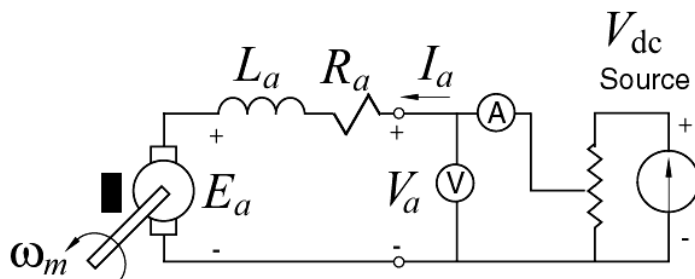 V_dc
Source
L_a R_a I_a
A
+ + +
E_a V_a V
ω_m
- - -